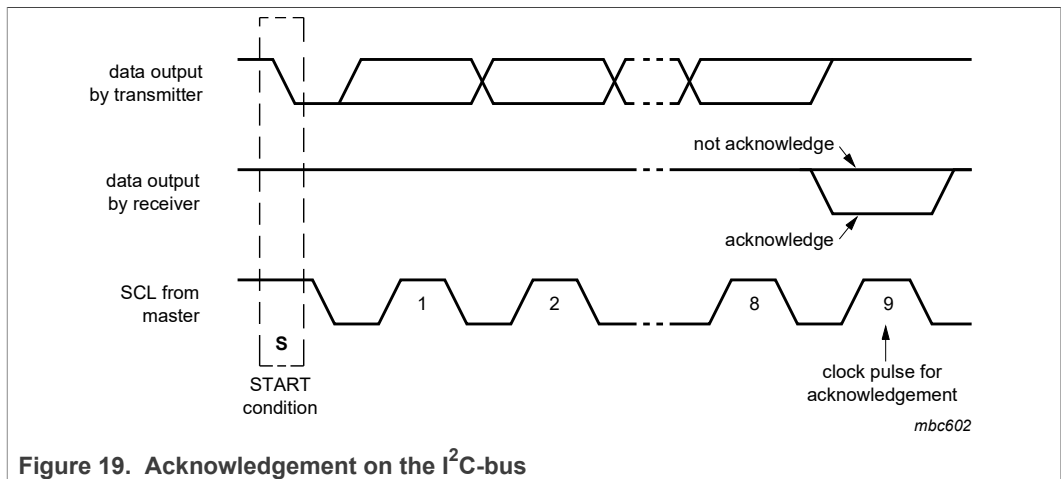 data output
by transmitter
not acknowledge
data output
by receiver
acknowledge
SCL from
master
1
2
8
9
S
START
condition
clock pulse for
acknowledgement
mbc602
Figure 19. Acknowledgement on the I²C-bus